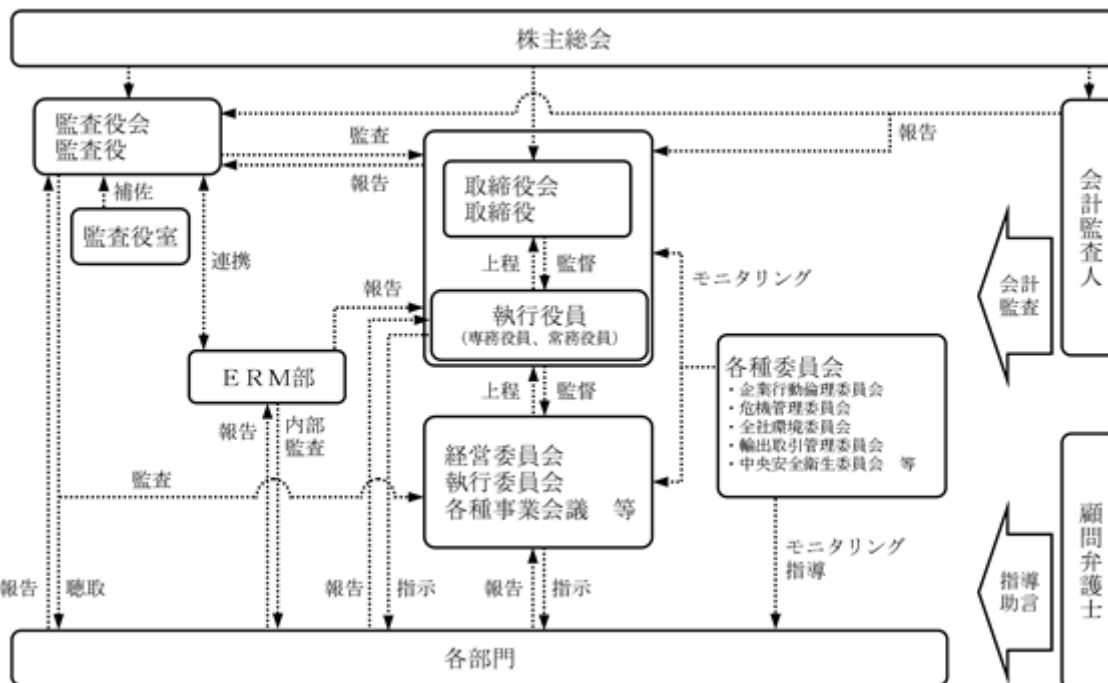 株主総会
監査役会
監査役
監査
報告
報告
補佐
監査役室
取締役会
取締役
会計監査人
連携
上程
監督
モニタリング
報告
執行役員
(専務役員、常務役員)
会計
監査
ERM部
上程
監督
各種委員会
・企業行動倫理委員会
・危機管理委員会
・全社環境委員会
・輸出取引管理委員会
・中央安全衛生委員会 等
報告
内部
監査
経営委員会
執行委員会
各種事業会議 等
監査
顧問弁護士
モニタリング
指導
指導
助言
報告
聴取
報告
指示
報告
指示
各部門